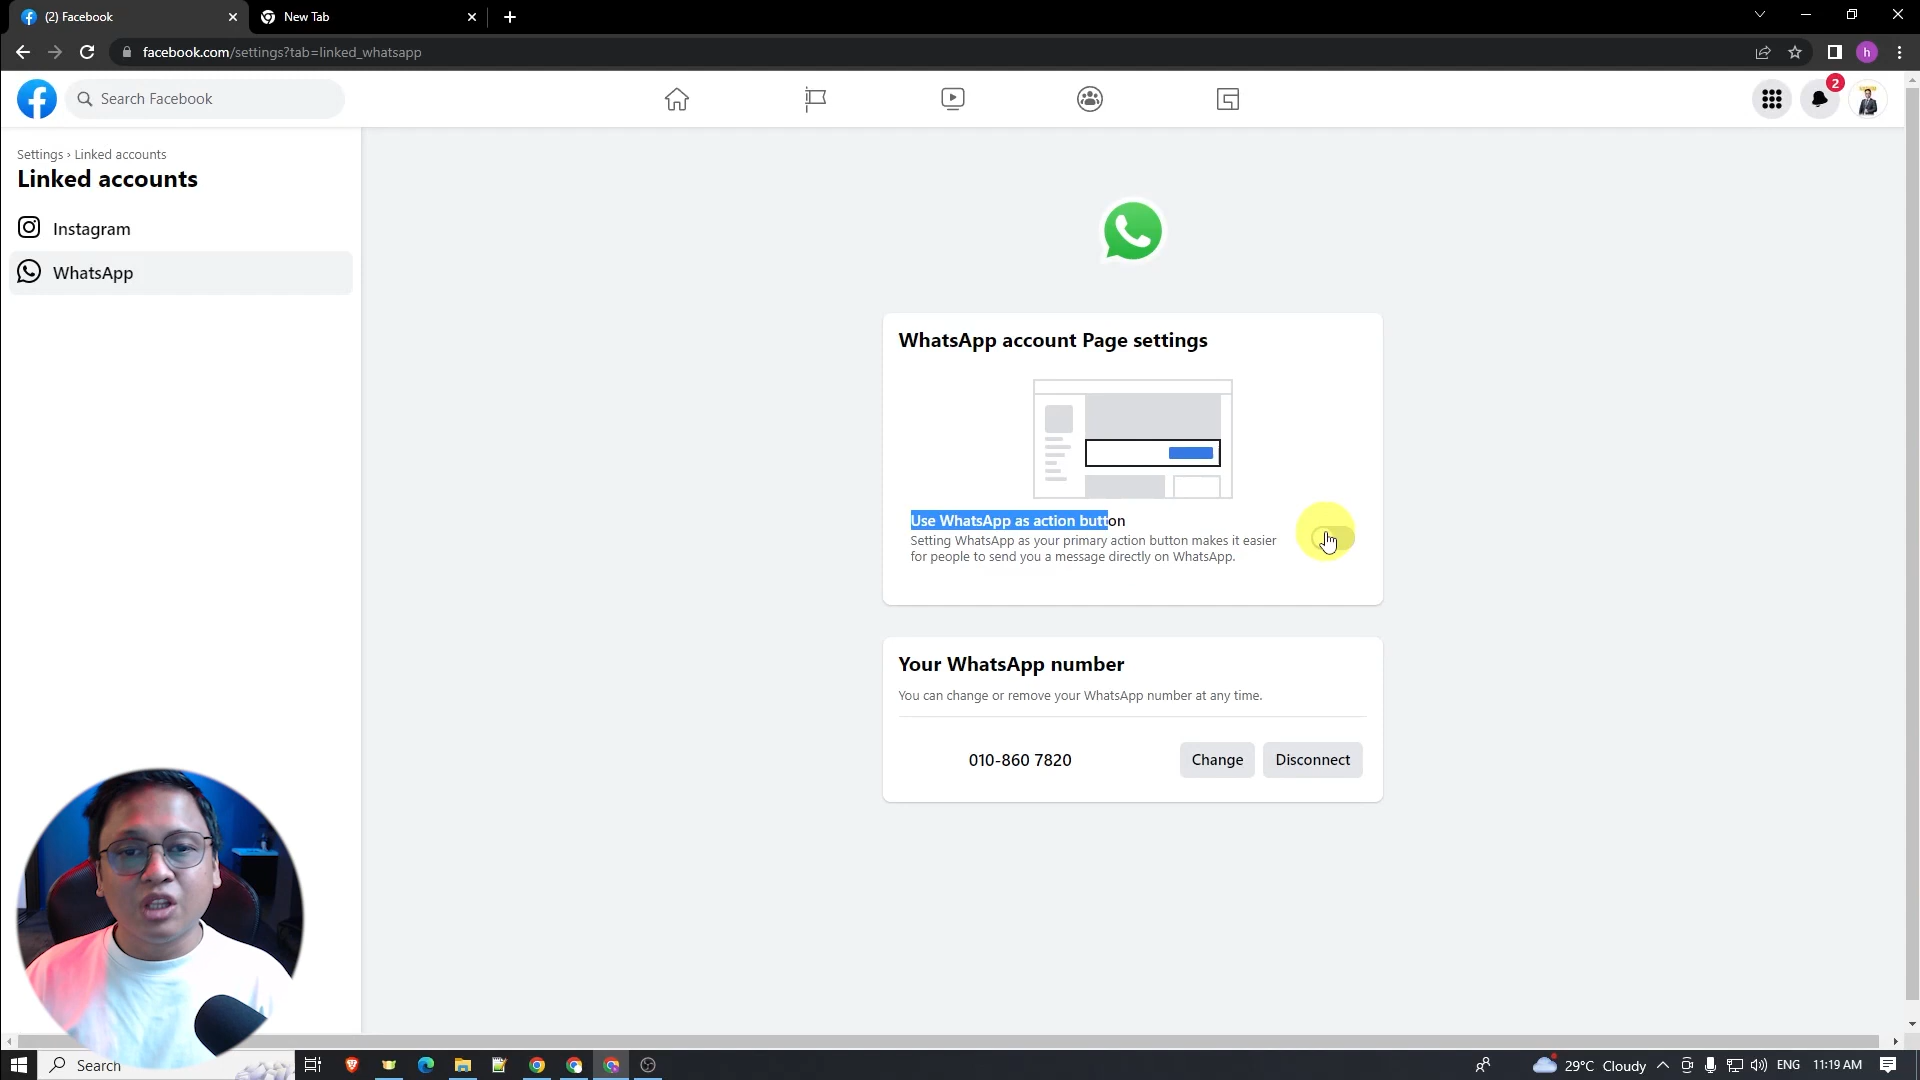 (2) Facebook
New Tab
facebook.com/settings?tab=linked_whatsapp
h
Search Facebook
2
Settings › Linked accounts
Linked accounts
Instagram
WhatsApp
WhatsApp account Page settings
Use WhatsApp as action button
Setting WhatsApp as your primary action button makes it easier
for people to send you a message directly on WhatsApp.
Your WhatsApp number
You can change or remove your WhatsApp number at any time.
010-860 7820
Change
Disconnect
Search
29°C Cloudy
ENG
11:19 AM